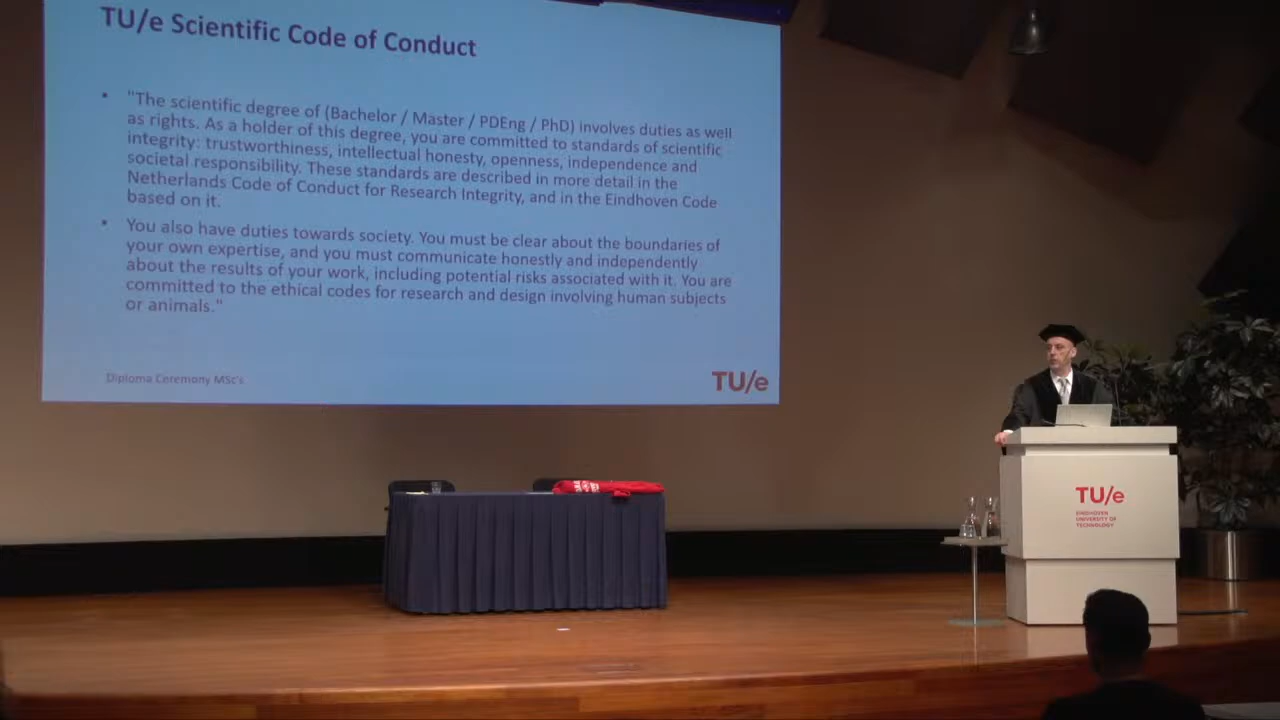 TU/e Scientific Code of Conduct
• "The scientific degree of (Bachelor / Master / PDEng / PhD) involves duties as well
as rights. As a holder of this degree, you are committed to standards of scientific
integrity: trustworthiness, intellectual honesty, openness, independence and
societal responsibility. These standards are described in more detail in the
Netherlands Code of Conduct for Research Integrity, and in the Eindhoven Code
based on it.
• You also have duties towards society. You must be clear about the boundaries of
your own expertise, and you must communicate honestly and independently
about the results of your work, including potential risks associated with it. You are
committed to the ethical codes for research and design involving human subjects
or animals."
Diploma Ceremony MSc's
TU/e
TU/e
EINDHOVEN
UNIVERSITY OF
TECHNOLOGY